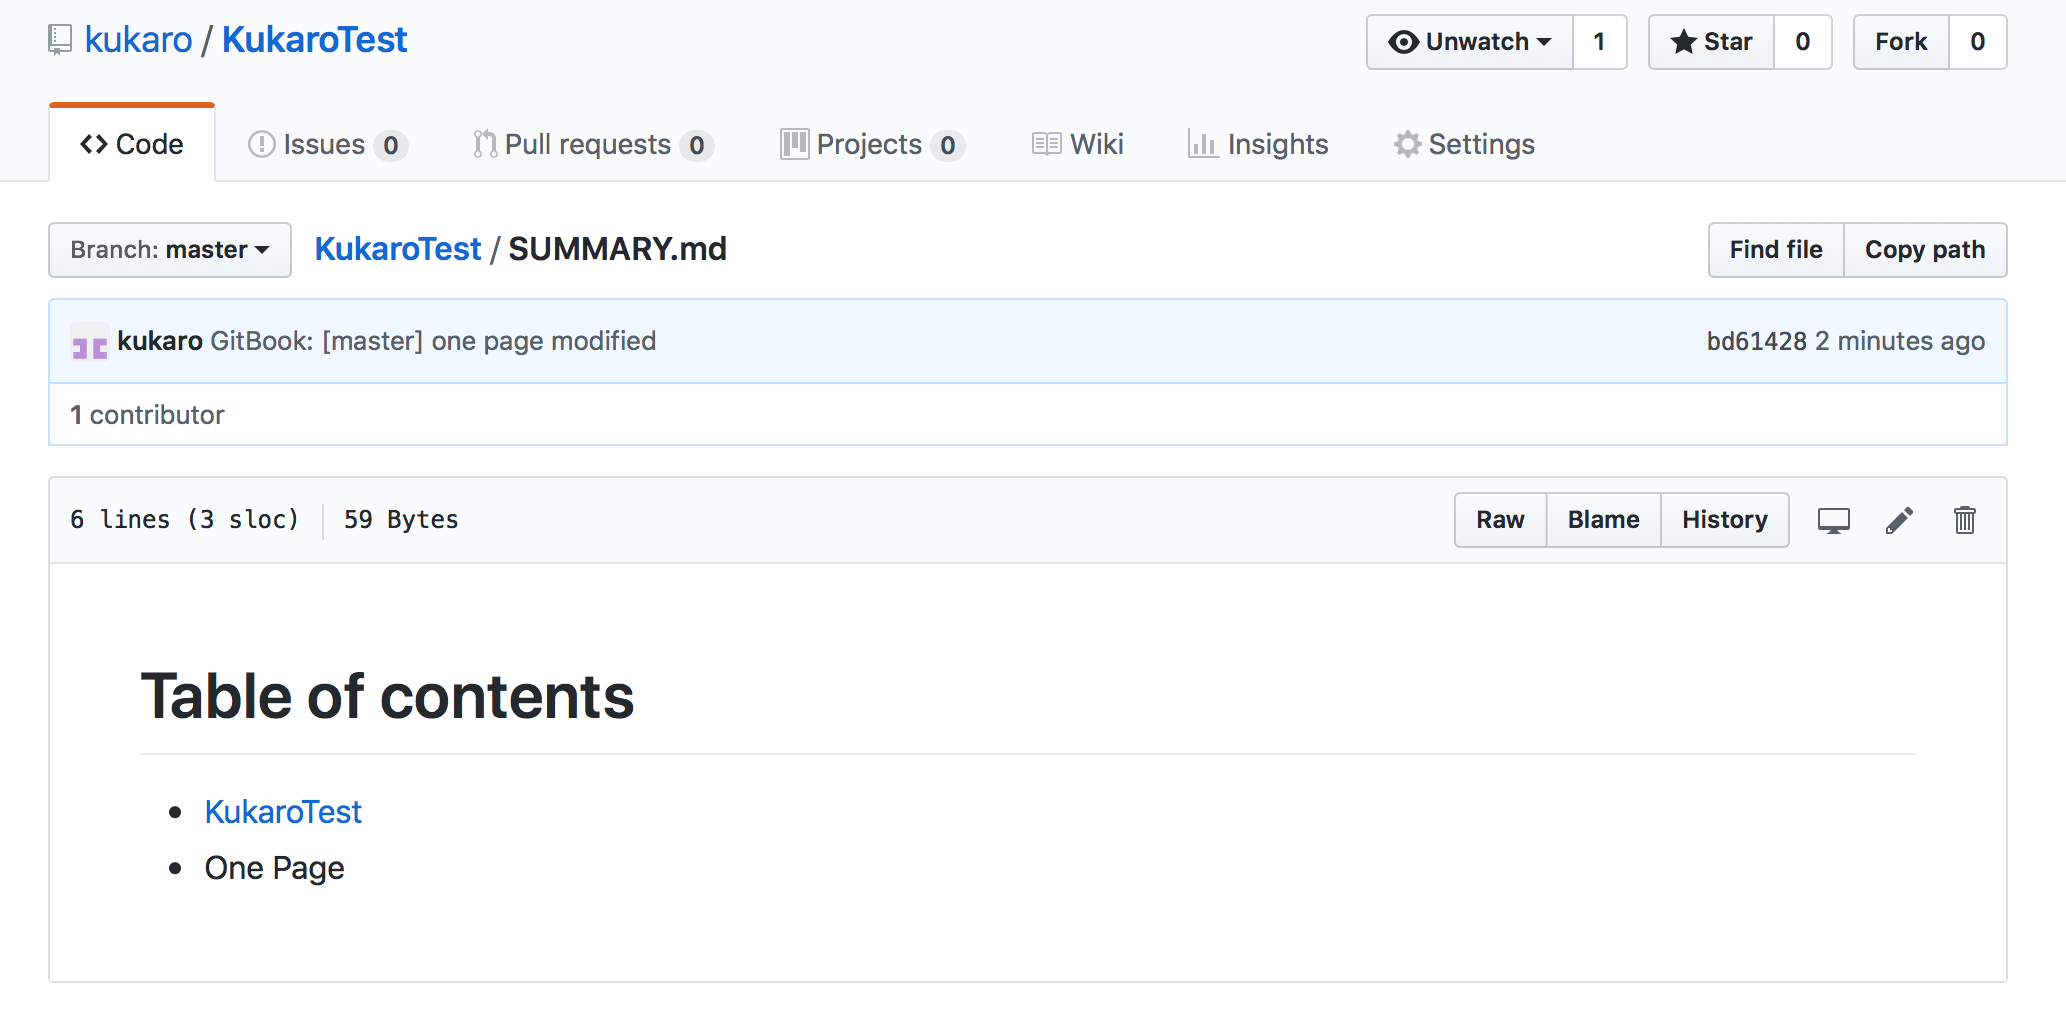 kukaro / KukaroTest
Unwatch 1 Star 0 Fork 0
Code Issues 0 Pull requests 0 Projects 0 Wiki Insights Settings
Branch: master KukaroTest / SUMMARY.md Find file Copy path
kukaro GitBook: [master] one page modified bd61428 2 minutes ago
1 contributor
6 lines (3 sloc) 59 Bytes Raw Blame History
Table of contents
• KukaroTest
• One Page